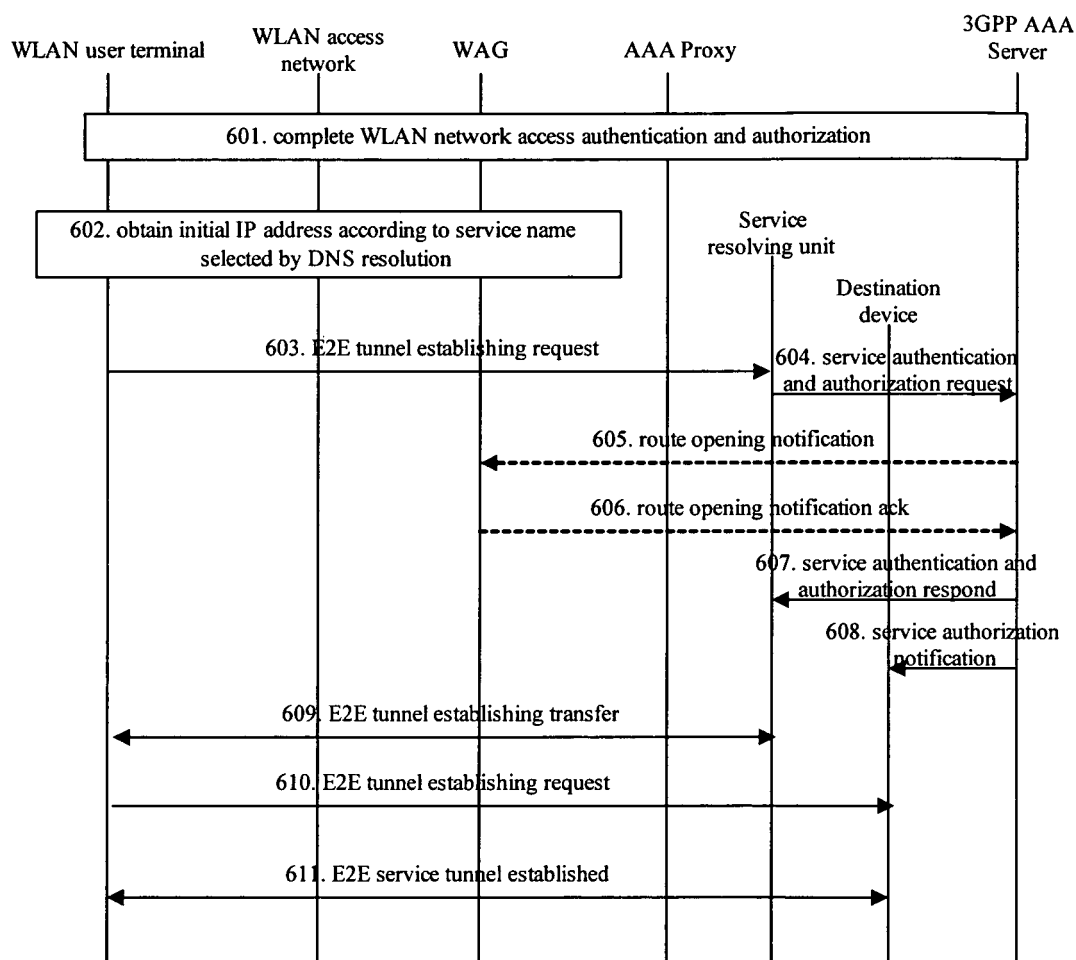 WLAN user terminal
WLAN access
network
WAG
AAA Proxy
3GPP AAA
Server
601. complete WLAN network access authentication and authorization
602. obtain initial IP address according to service name
selected by DNS resolution
Service
resolving unit
Destination
device
603. E2E tunnel establishing request
604. service authentication
and authorization request
605. route opening notification
606. route opening notification ack
607. service authentication and
authorization respond
608. service authorization
notification
609. E2E tunnel establishing transfer
610. E2E tunnel establishing request
611. E2E service tunnel established